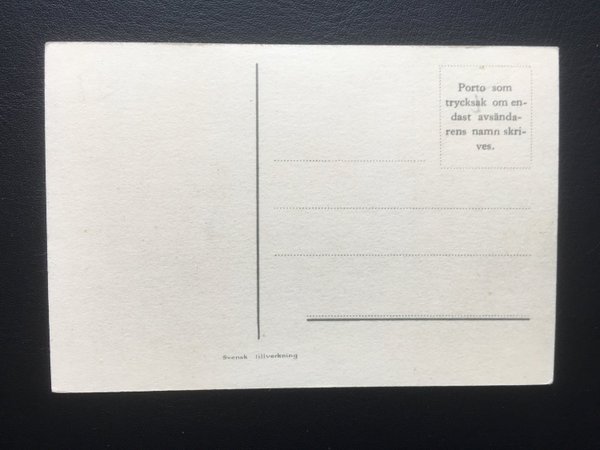 Porto som
trycksak om en-
dast avsända-
rens namn skri-
ves.
Svensk tillverkning